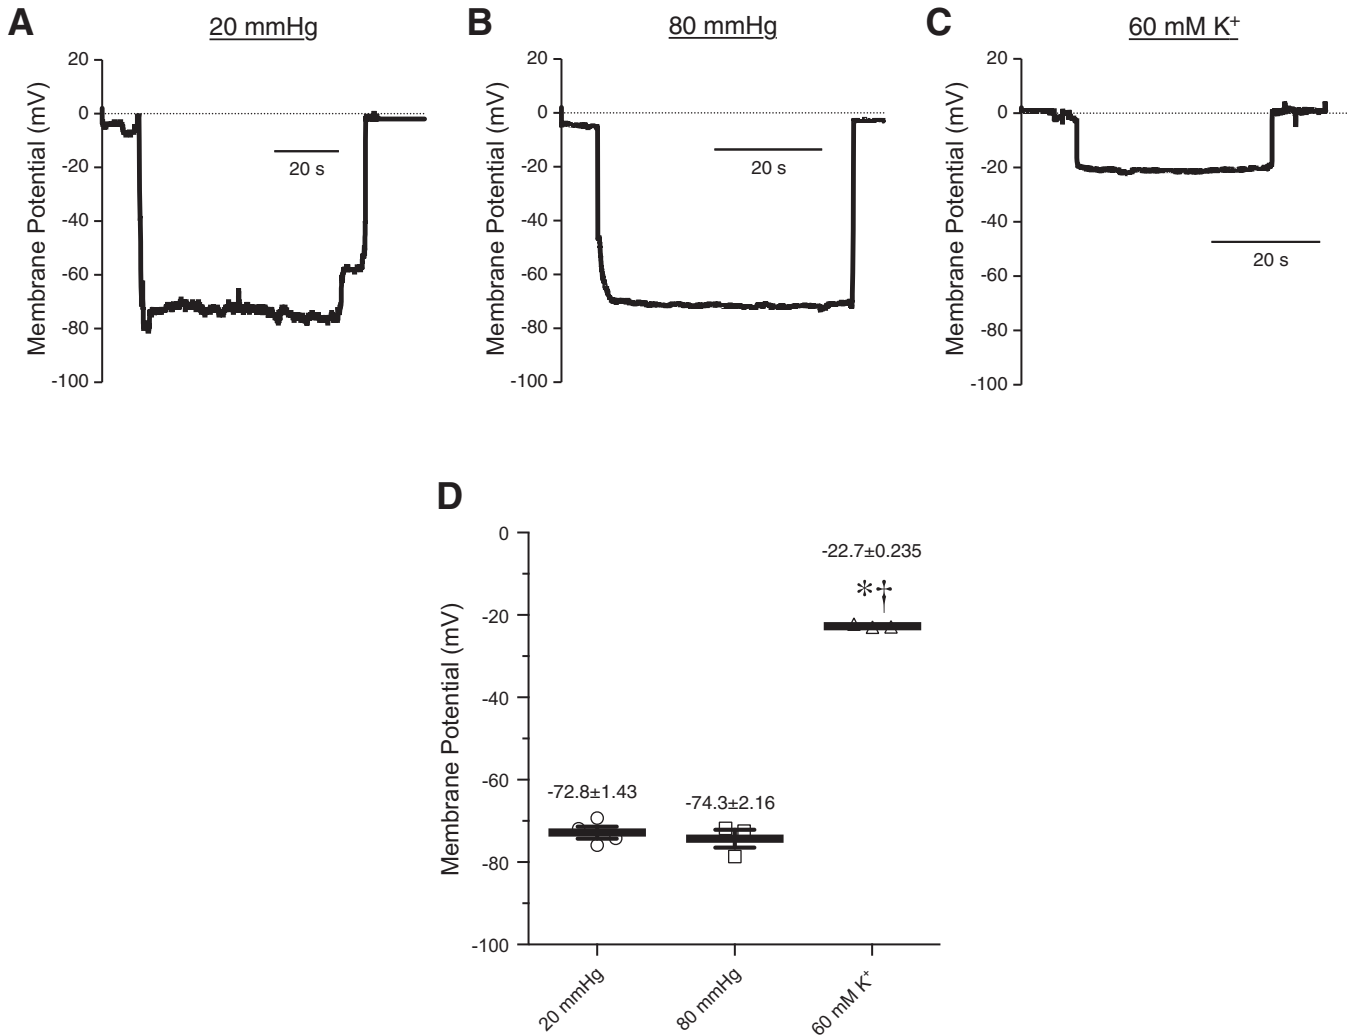 A
20 mmHg
20
0
-20
-40
-60
-80
-100
Membrane Potential (mV)
20 s
B
80 mmHg
20
0
-20
-40
-60
-80
-100
Membrane Potential (mV)
20 s
C
60 mM K⁺
20
0
-20
-40
-60
-80
-100
Membrane Potential (mV)
20 s
D
0
-20
-40
-60
-80
-100
Membrane Potential (mV)
-72.8±1.43
-74.3±2.16
-22.7±0.235
*†
20 mmHg
80 mmHg
60 mM K⁺